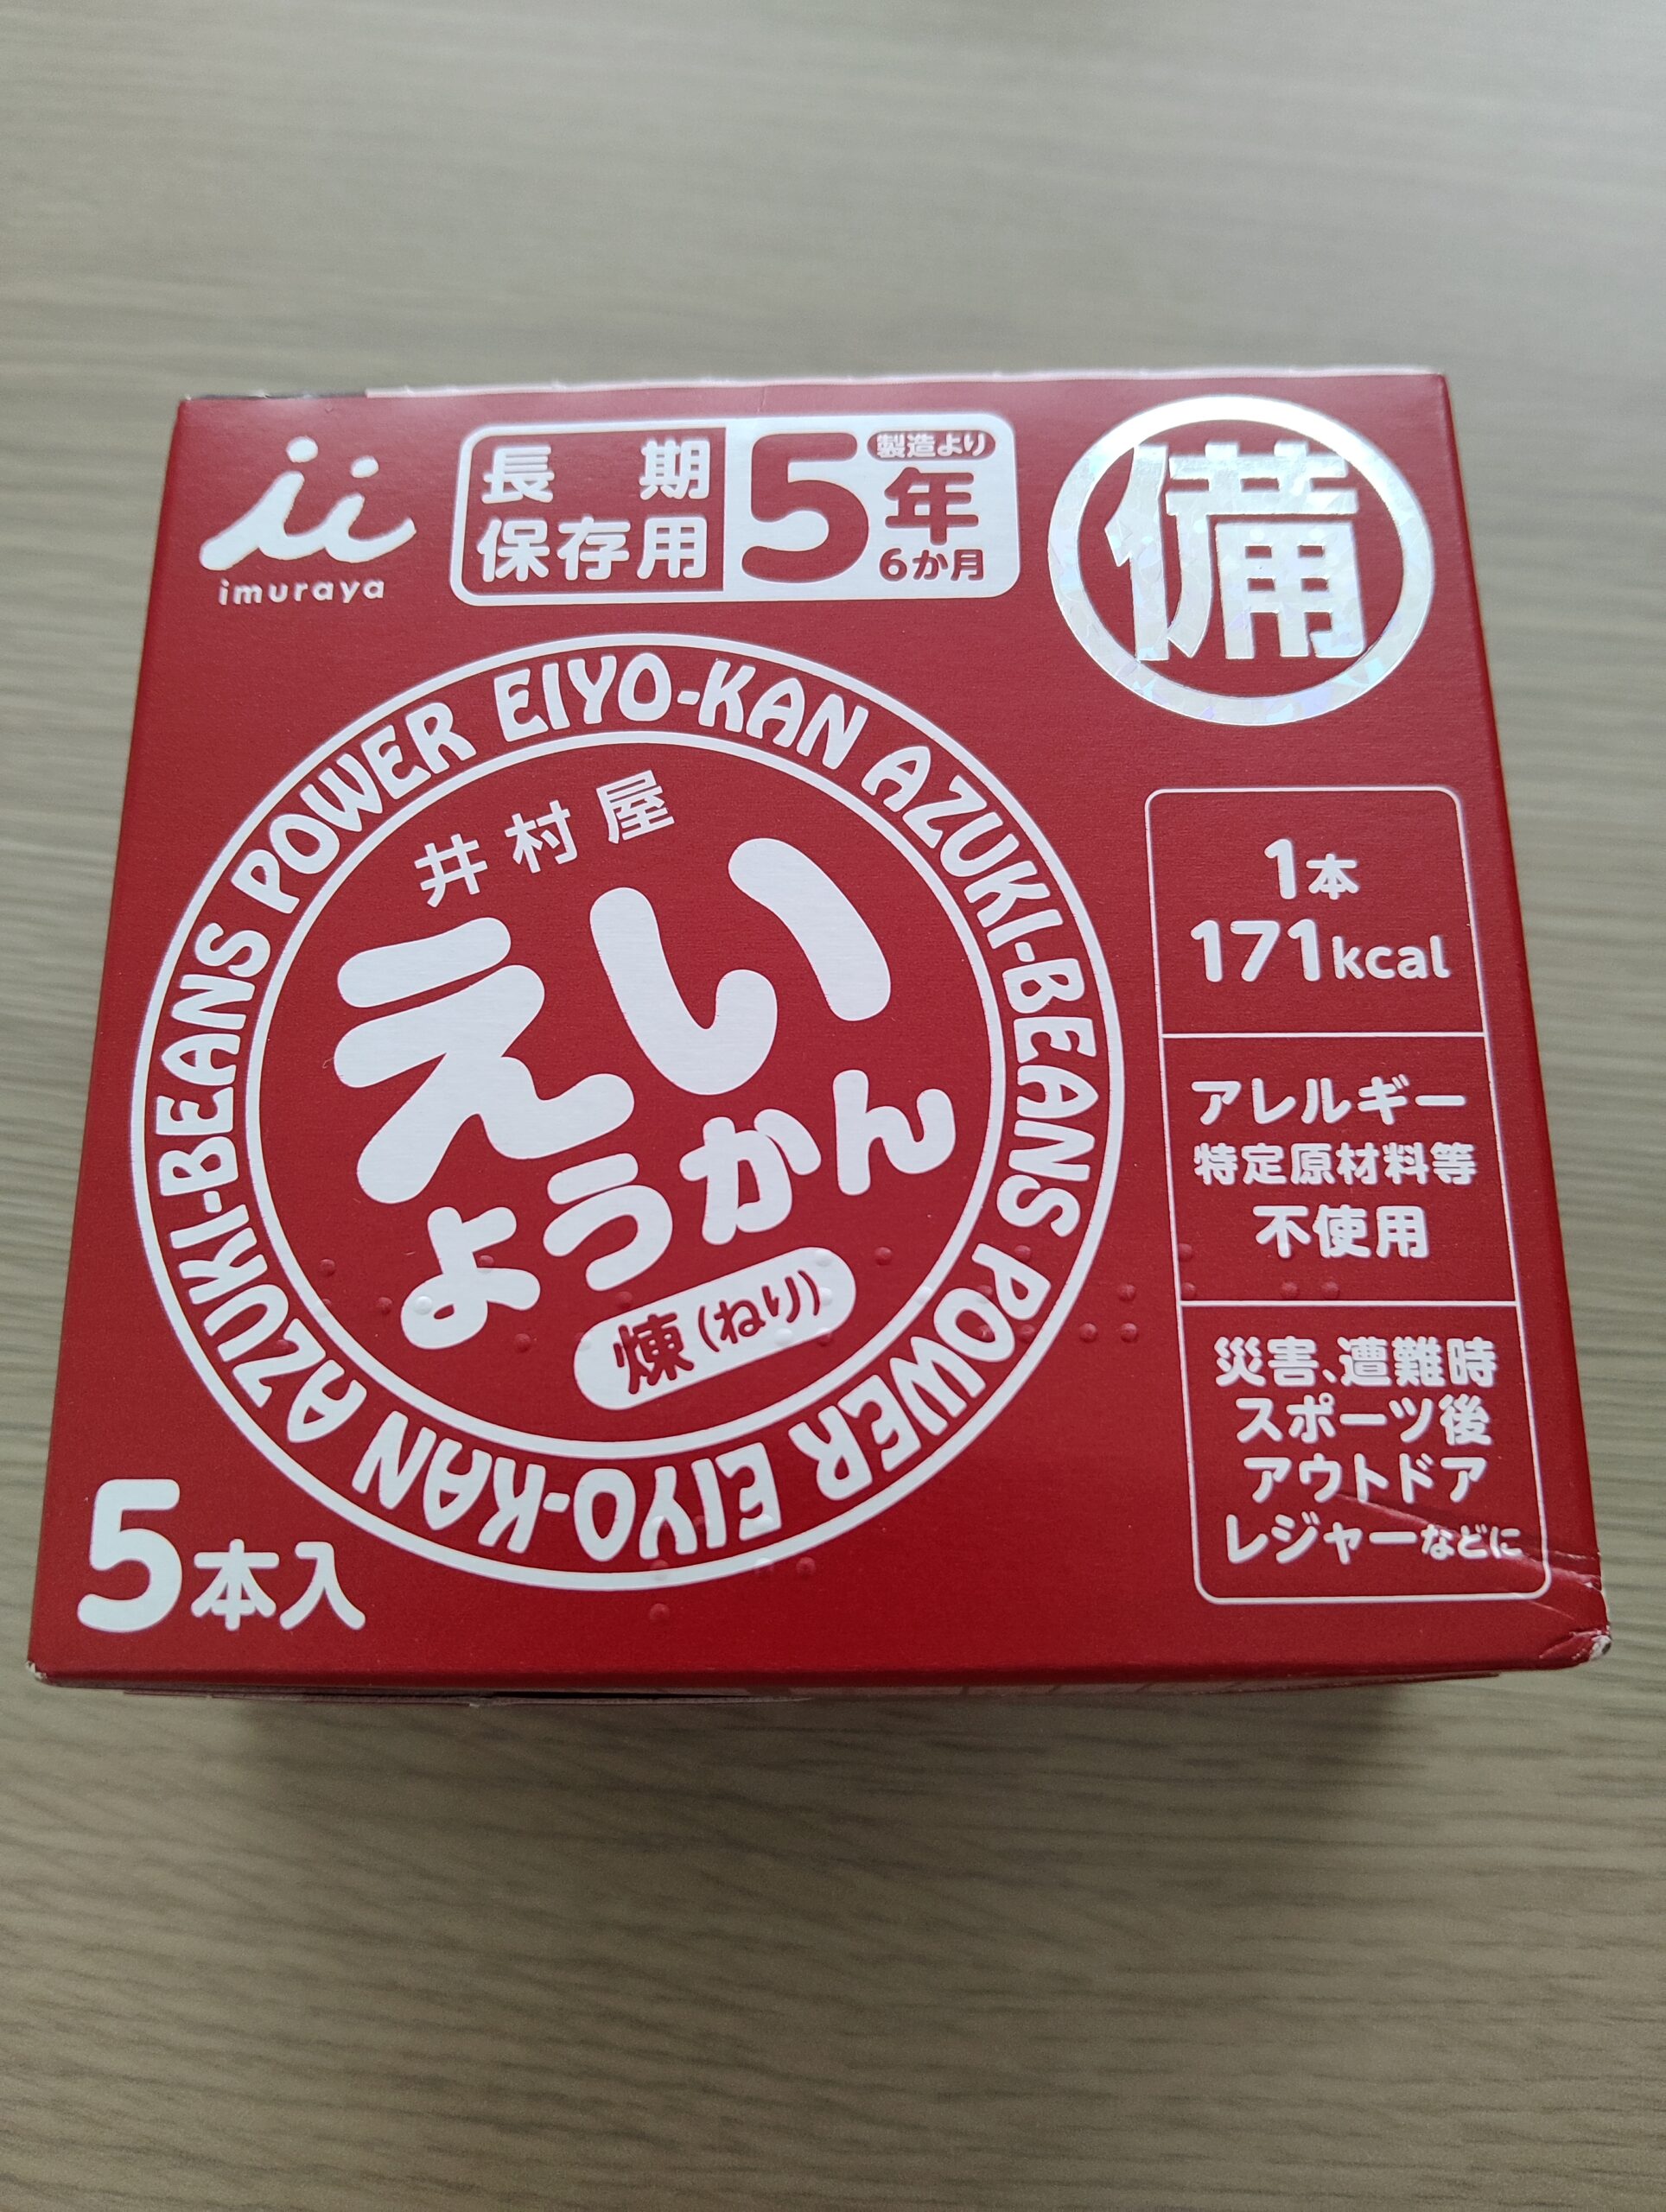 imuraya
長期
保存用
5年
製造より
6か月
備
POWER EIYO-KAN AZUKI-BEANS POWER EIYO-KAN AZUKI-BEANS
井村屋
えい
ようかん
煉(ねり)
5本入
1本
171kcal
アレルギー
特定原材料等
不使用
災害、遭難時
スポーツ後
アウトドア
レジャーなどに